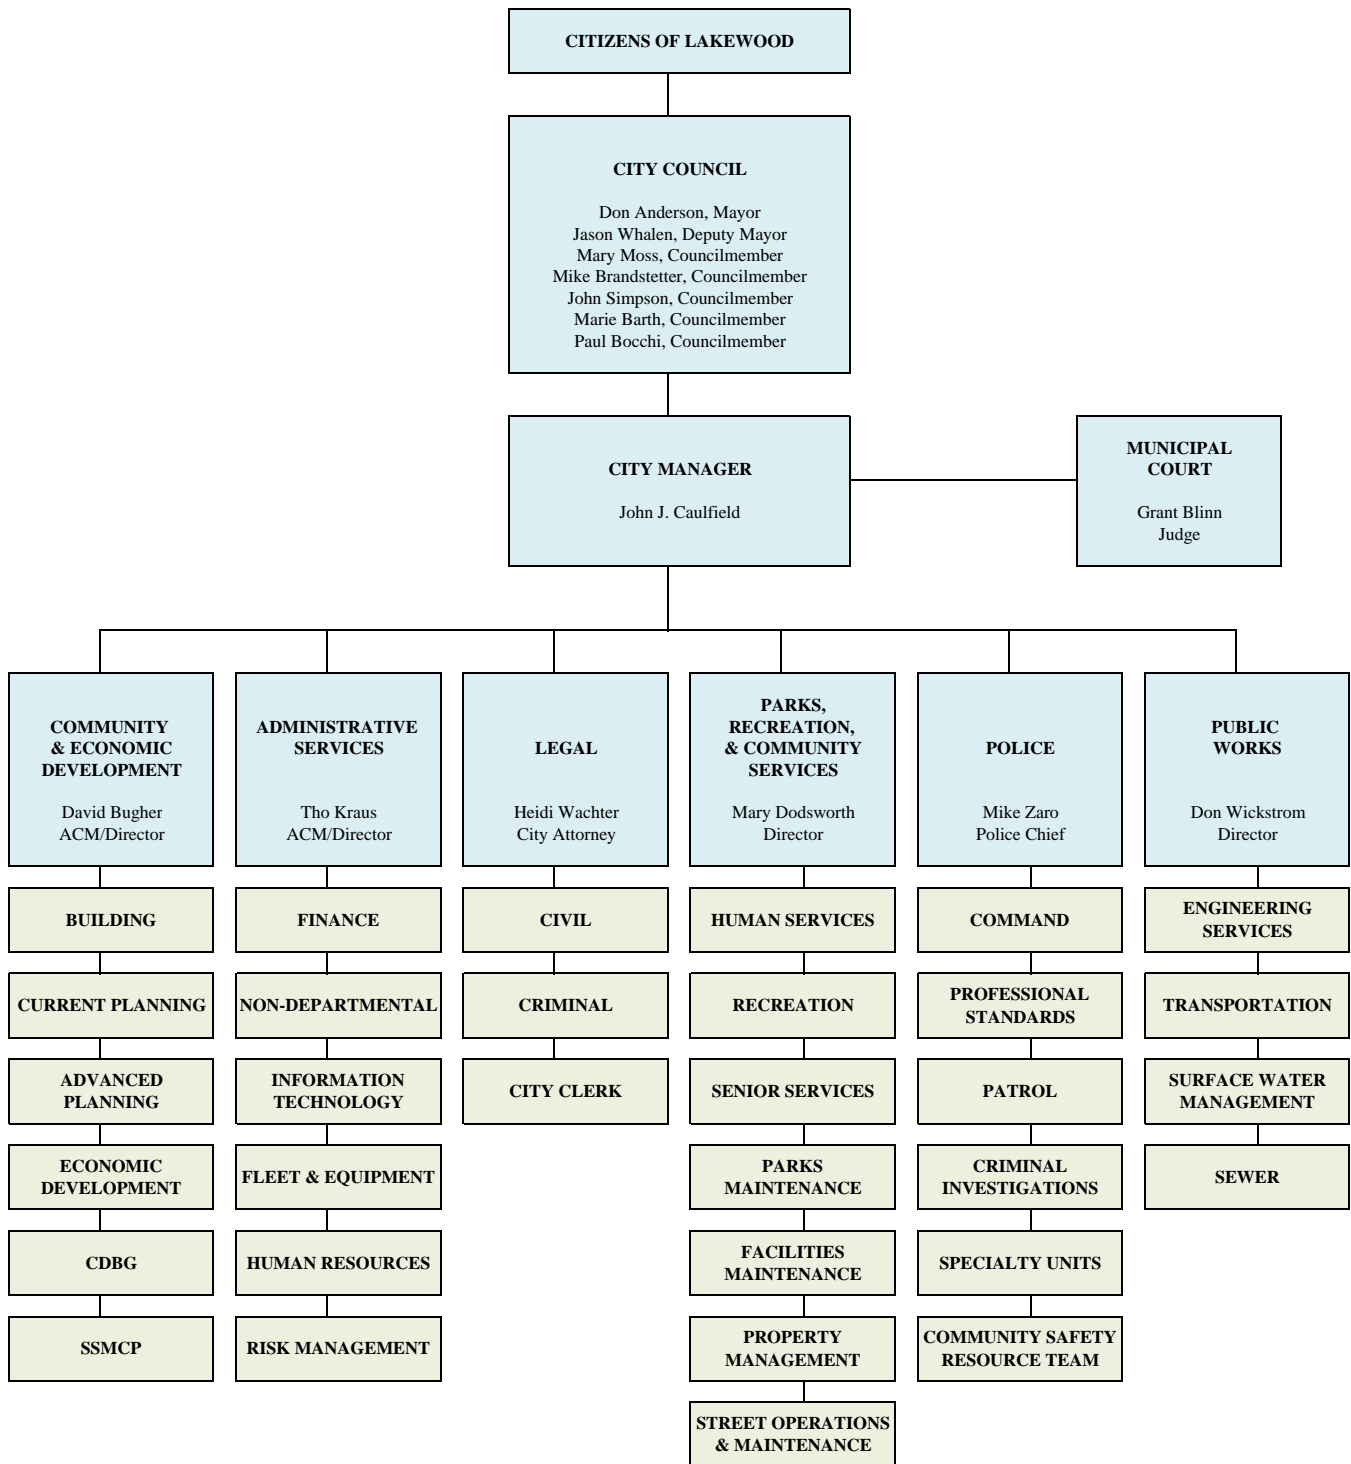 CITIZENS OF LAKEWOOD
CITY COUNCIL
Don Anderson, Mayor
Jason Whalen, Deputy Mayor
Mary Moss, Councilmember
Mike Brandstetter, Councilmember
John Simpson, Councilmember
Marie Barth, Councilmember
Paul Bocchi, Councilmember
CITY MANAGER
John J. Caulfield
MUNICIPAL
COURT
Grant Blinn
Judge
COMMUNITY
& ECONOMIC
DEVELOPMENT
David Bugher
ACM/Director
BUILDING
CURRENT PLANNING
ADVANCED
PLANNING
ECONOMIC
DEVELOPMENT
CDBG
SSMCP
ADMINISTRATIVE
SERVICES
Tho Kraus
ACM/Director
FINANCE
NON-DEPARTMENTAL
INFORMATION
TECHNOLOGY
FLEET & EQUIPMENT
HUMAN RESOURCES
RISK MANAGEMENT
LEGAL
Heidi Wachter
City Attorney
CIVIL
CRIMINAL
CITY CLERK
PARKS,
RECREATION,
& COMMUNITY
SERVICES
Mary Dodsworth
Director
HUMAN SERVICES
RECREATION
SENIOR SERVICES
PARKS
MAINTENANCE
FACILITIES
MAINTENANCE
PROPERTY
MANAGEMENT
STREET OPERATIONS
& MAINTENANCE
POLICE
Mike Zaro
Police Chief
COMMAND
PROFESSIONAL
STANDARDS
PATROL
CRIMINAL
INVESTIGATIONS
SPECIALTY UNITS
COMMUNITY SAFETY
RESOURCE TEAM
PUBLIC
WORKS
Don Wickstrom
Director
ENGINEERING
SERVICES
TRANSPORTATION
SURFACE WATER
MANAGEMENT
SEWER